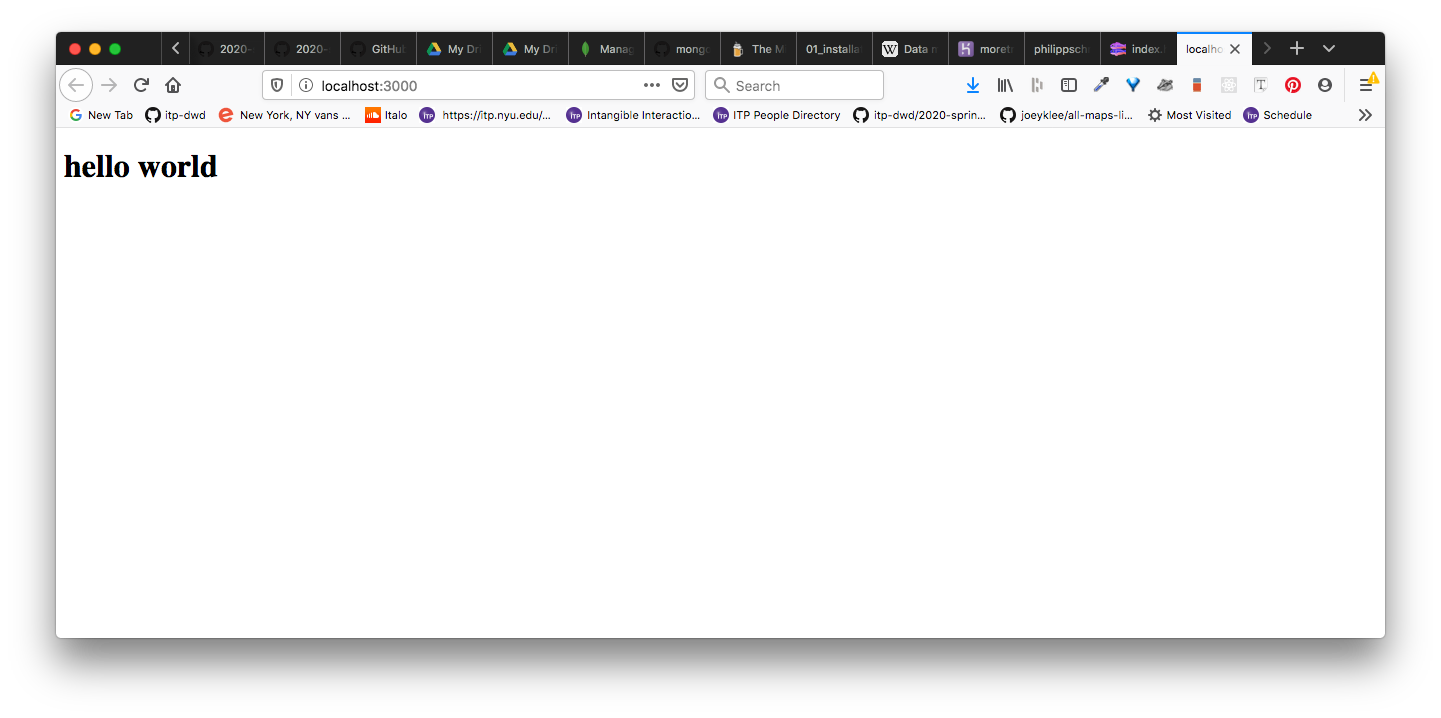 2020- 2020- GitHub My Dri My Dri Manag mongo The M 01_installa Data m moretr philippsch index. localho
localhost:3000 Search
New Tab itp-dwd New York, NY vans ... Italo https://itp.nyu.edu/... Intangible Interactio... ITP People Directory itp-dwd/2020-sprin... joeyklee/all-maps-li... Most Visited Schedule
hello world